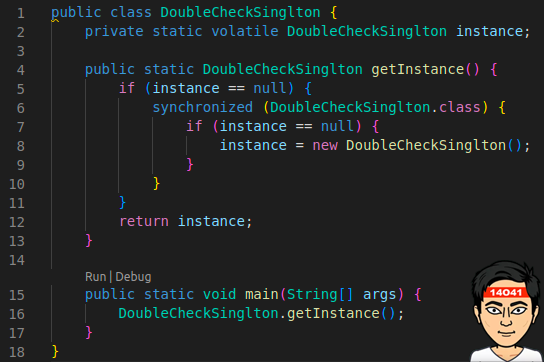 1 public class DoubleCheckSinglton {
2 private static volatile DoubleCheckSinglton instance;
3
4 public static DoubleCheckSinglton getInstance() {
5 if (instance == null) {
6 synchronized (DoubleCheckSinglton.class) {
7 if (instance == null) {
8 instance = new DoubleCheckSinglton();
9 }
10 }
11 }
12 return instance;
13 }
14
Run | Debug
15 public static void main(String[] args) {
16 DoubleCheckSinglton.getInstance();
17 }
18 }
14041